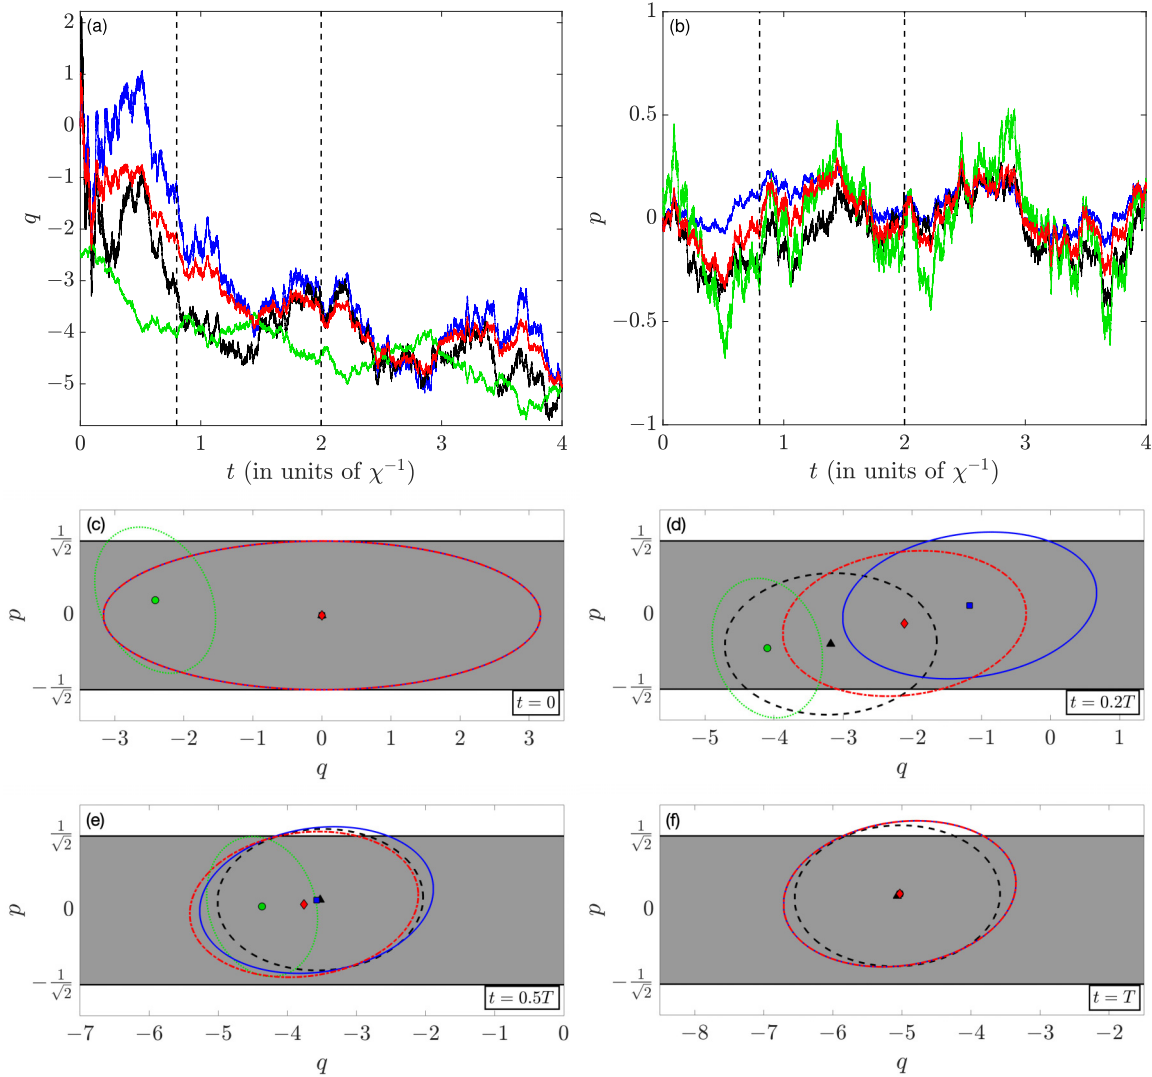 (a)
2
1
0
−1
−2
−3
−4
−5
q
0
1
2
3
4
t (in units of χ⁻¹)
(b)
1
0.5
0
−0.5
−1
p
0
1
2
3
4
t (in units of χ⁻¹)
(c)
1/√2
0
−1/√2
p
t = 0
−3
−2
−1
0
1
2
3
q
(d)
1/√2
0
−1/√2
p
t = 0.2T
−5
−4
−3
−2
−1
0
1
q
(e)
1/√2
0
−1/√2
p
t = 0.5T
−7
−6
−5
−4
−3
−2
−1
0
q
(f)
1/√2
0
−1/√2
p
t = T
−8
−7
−6
−5
−4
−3
−2
q